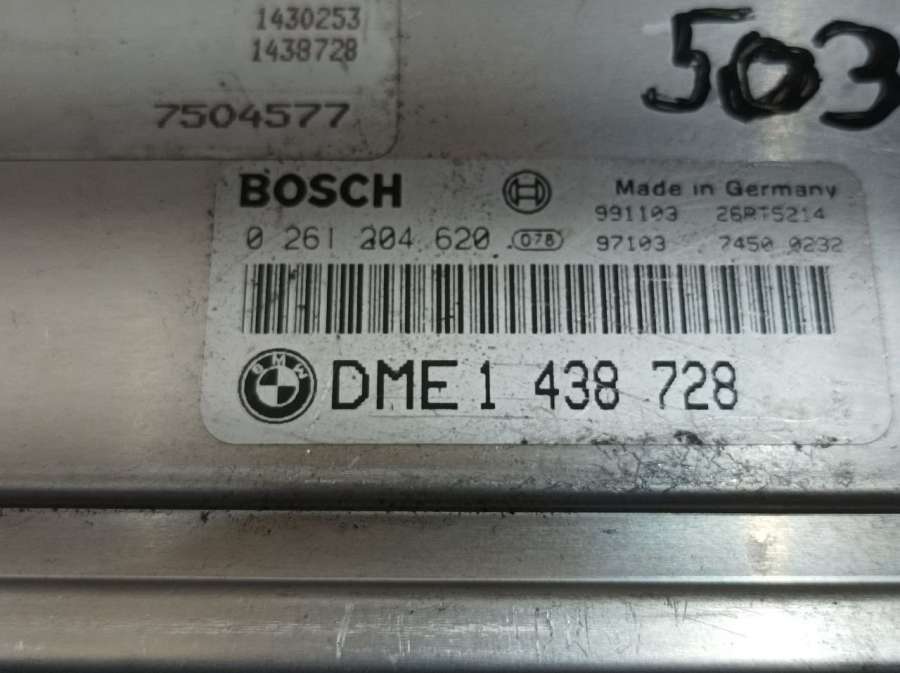 1430253
1438728
7504577
503
BOSCH
Made in Germany
991103 26RT5214
0 261 204 620 078
97103 7450 0232
BMW
DME 1 438 728